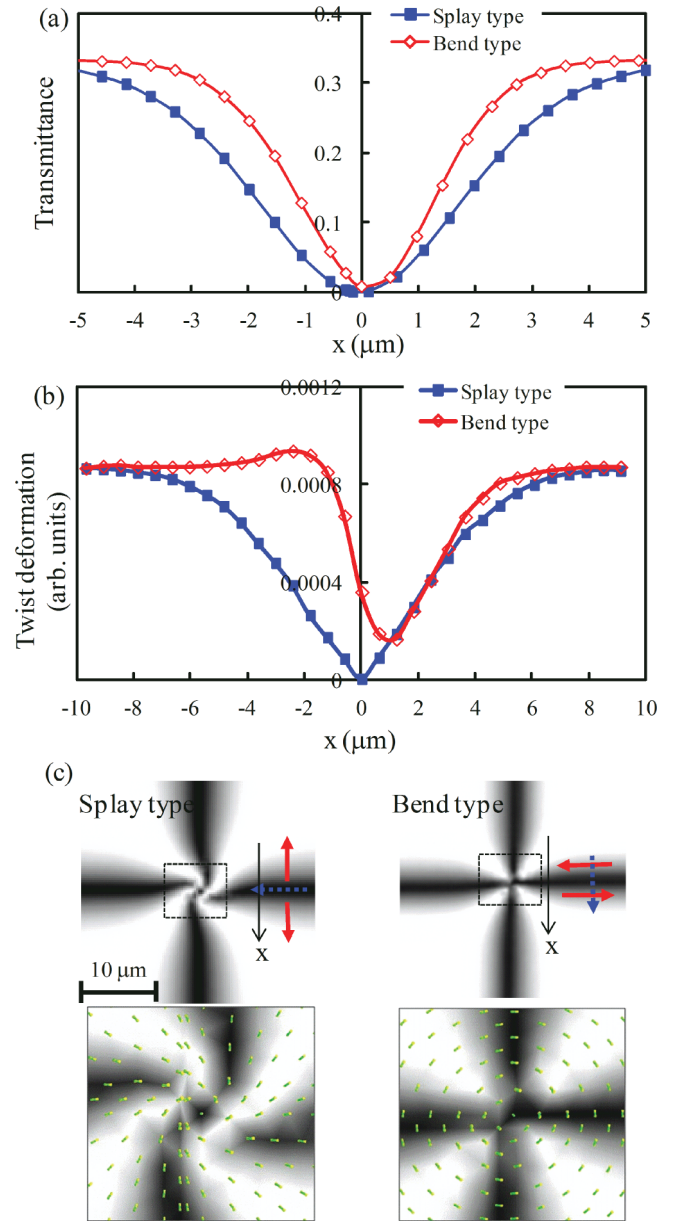 (a)
0.4
Splay type
Bend type
0.3
0.2
0.1
0
Transmittance
-5 -4 -3 -2 -1 0 1 2 3 4 5
x (μm)
(b)
0.0012
Splay type
Bend type
0.0008
0.0004
0
Twist deformation
(arb. units)
-10 -8 -6 -4 -2 0 2 4 6 8 10
x (μm)
(c)
Splay type
Bend type
x
x
10 μm